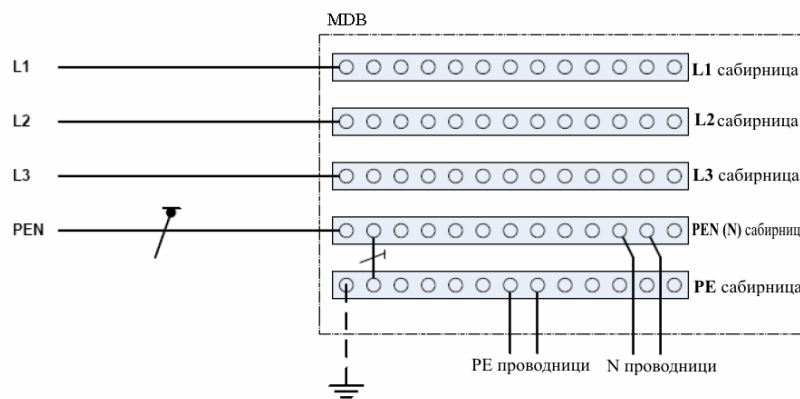 MDB
L1
L1 сабирница
L2
L2 сабирница
L3
L3 сабирница
PEN
PEN (N) сабирниц
PE сабирница
PE проводници
N проводници